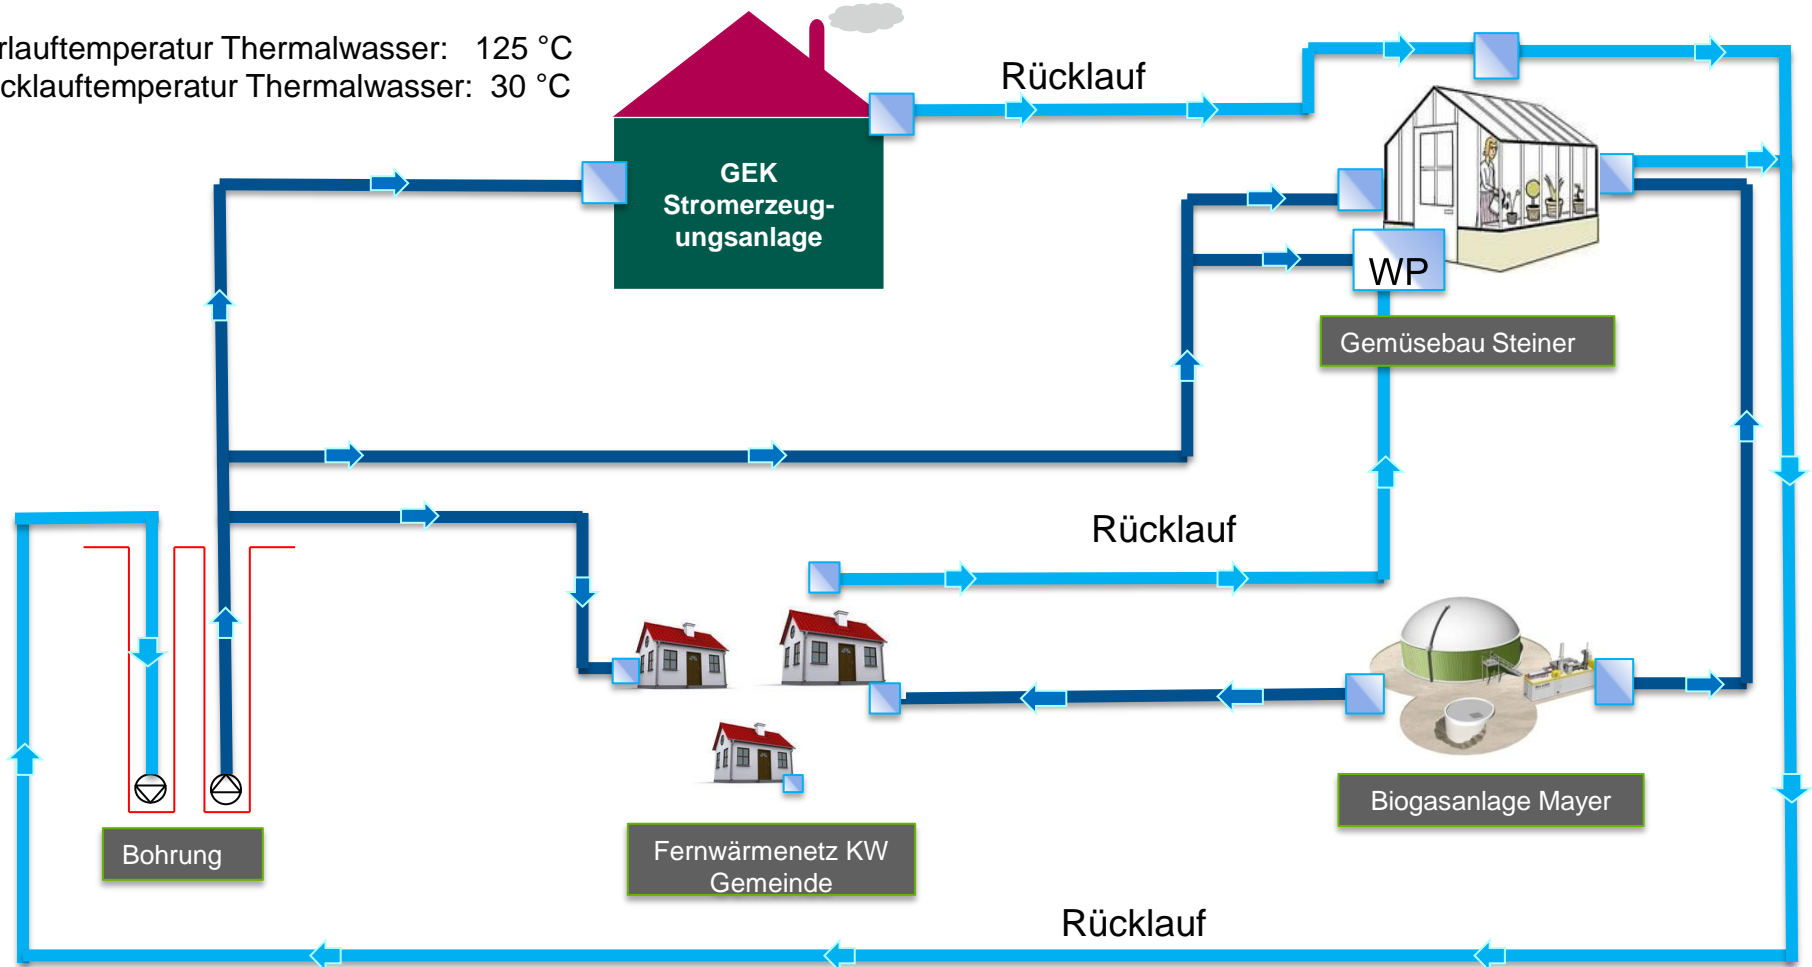 rlauftemperatur Thermalwasser: 125 °C
cklauftemperatur Thermalwasser: 30 °C
Rücklauf
GEK
Stromerzeug-
ungsanlage
WP
Gemüsebau Steiner
Rücklauf
Biogasanlage Mayer
Bohrung
Fernwärmenetz KW
Gemeinde
Rücklauf